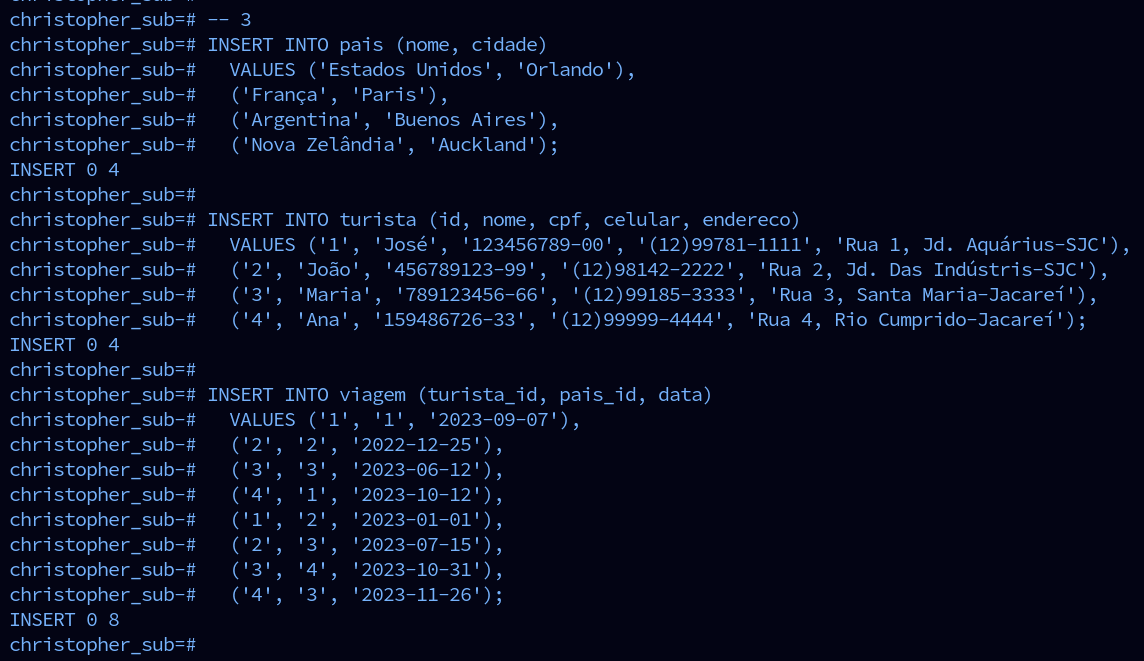 christopher_sub=# -- 3
christopher_sub=# INSERT INTO pais (nome, cidade)
christopher_sub-#   VALUES ('Estados Unidos', 'Orlando'),
christopher_sub-#   ('França', 'Paris'),
christopher_sub-#   ('Argentina', 'Buenos Aires'),
christopher_sub-#   ('Nova Zelândia', 'Auckland');
INSERT 0 4
christopher_sub=#
christopher_sub=# INSERT INTO turista (id, nome, cpf, celular, endereco)
christopher_sub-#   VALUES ('1', 'José', '123456789-00', '(12)99781-1111', 'Rua 1, Jd. Aquárius-SJC'),
christopher_sub-#   ('2', 'João', '456789123-99', '(12)98142-2222', 'Rua 2, Jd. Das Indústris-SJC'),
christopher_sub-#   ('3', 'Maria', '789123456-66', '(12)99185-3333', 'Rua 3, Santa Maria-Jacareí'),
christopher_sub-#   ('4', 'Ana', '159486726-33', '(12)99999-4444', 'Rua 4, Rio Cumprido-Jacareí');
INSERT 0 4
christopher_sub=#
christopher_sub=# INSERT INTO viagem (turista_id, pais_id, data)
christopher_sub-#   VALUES ('1', '1', '2023-09-07'),
christopher_sub-#   ('2', '2', '2022-12-25'),
christopher_sub-#   ('3', '3', '2023-06-12'),
christopher_sub-#   ('4', '1', '2023-10-12'),
christopher_sub-#   ('1', '2', '2023-01-01'),
christopher_sub-#   ('2', '3', '2023-07-15'),
christopher_sub-#   ('3', '4', '2023-10-31'),
christopher_sub-#   ('4', '3', '2023-11-26');
INSERT 0 8
christopher_sub=#